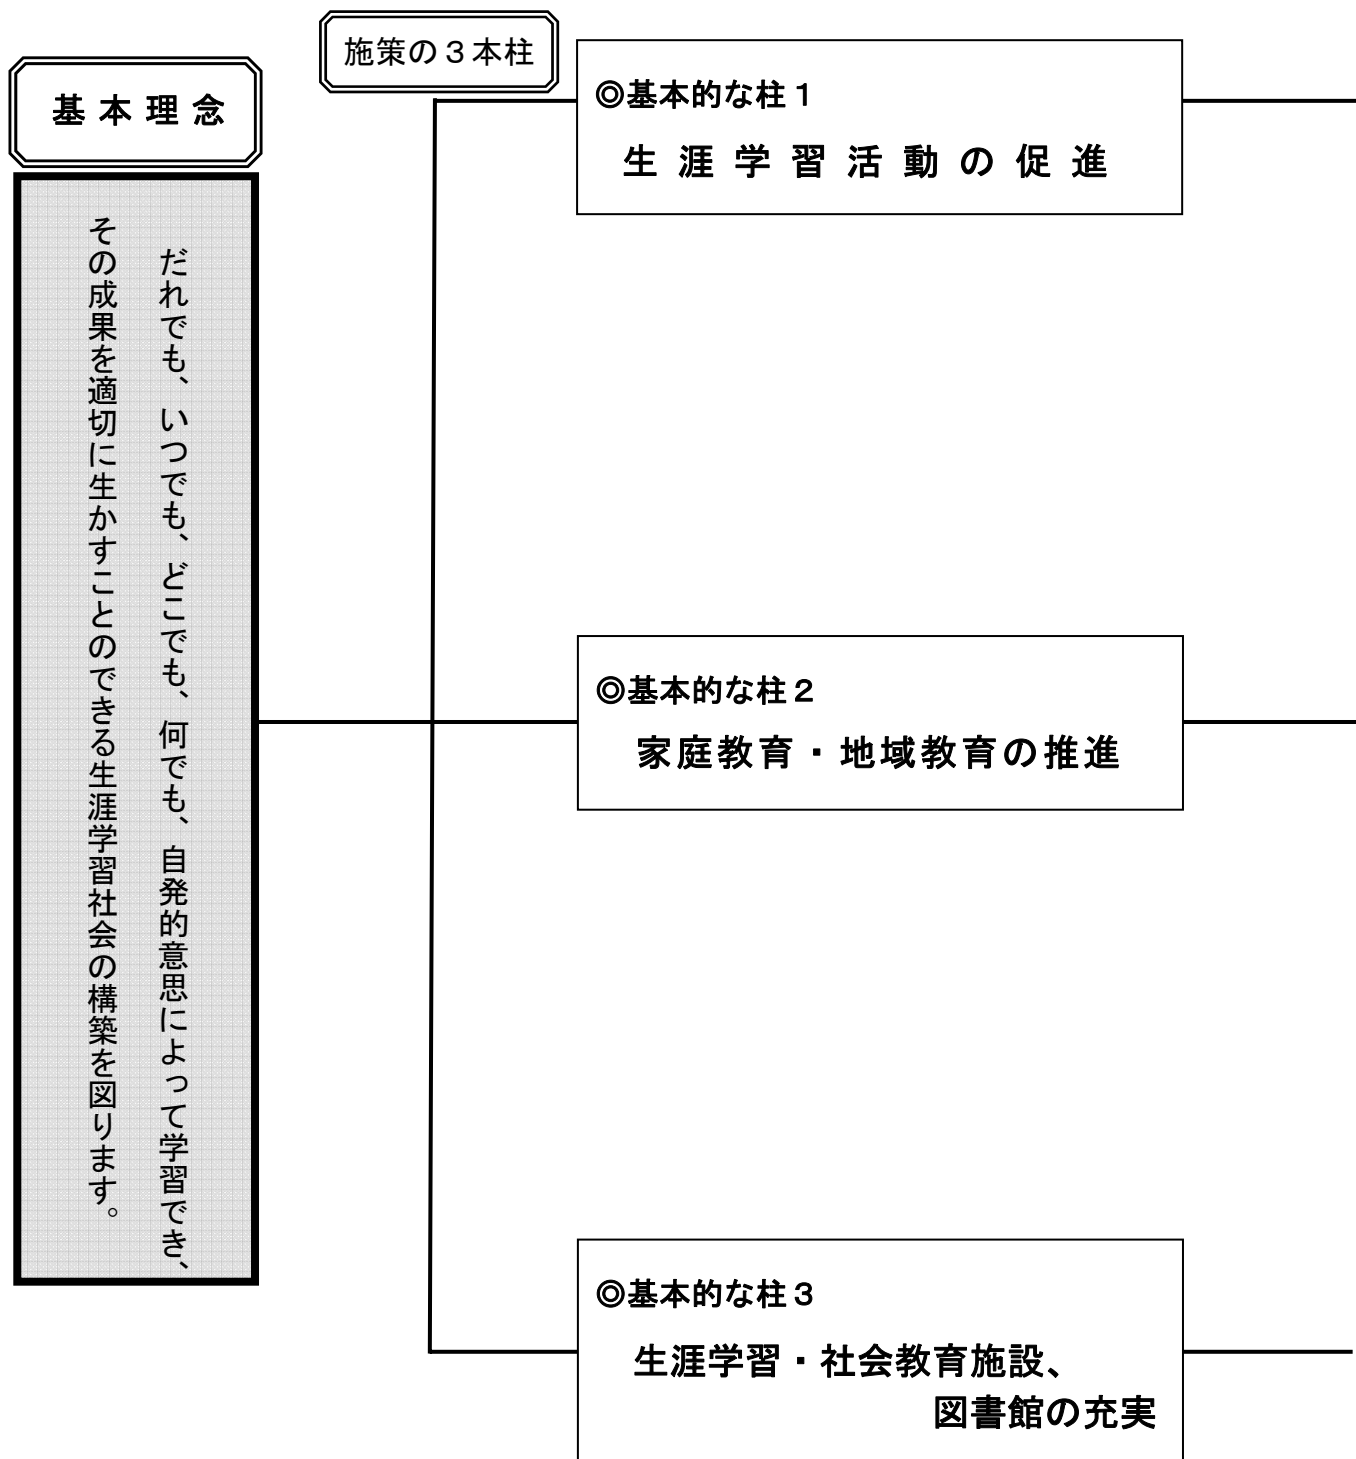 基本理念
だれでも、いつでも、どこでも、何でも、自発的意思によって学習でき、
その成果を適切に生かすことのできる生涯学習社会の構築を図ります。
施策の３本柱
◎基本的な柱１
生涯学習活動の促進
◎基本的な柱２
家庭教育・地域教育の推進
◎基本的な柱３
生涯学習・社会教育施設、
図書館の充実